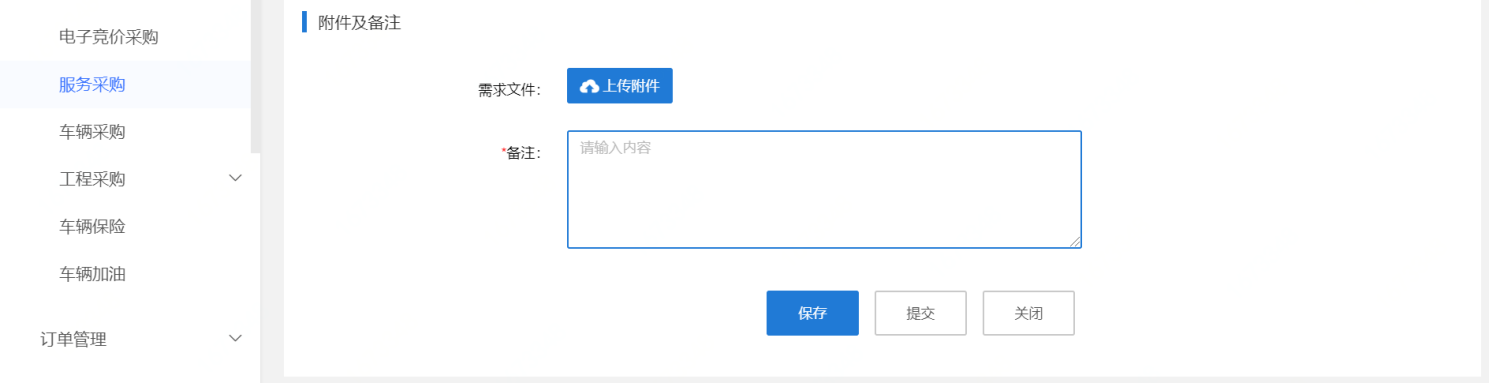 电子竞价采购
服务采购
车辆采购
工程采购
车辆保险
车辆加油
订单管理
附件及备注
需求文件：
上传附件
*备注：
请输入内容
保存
提交
关闭